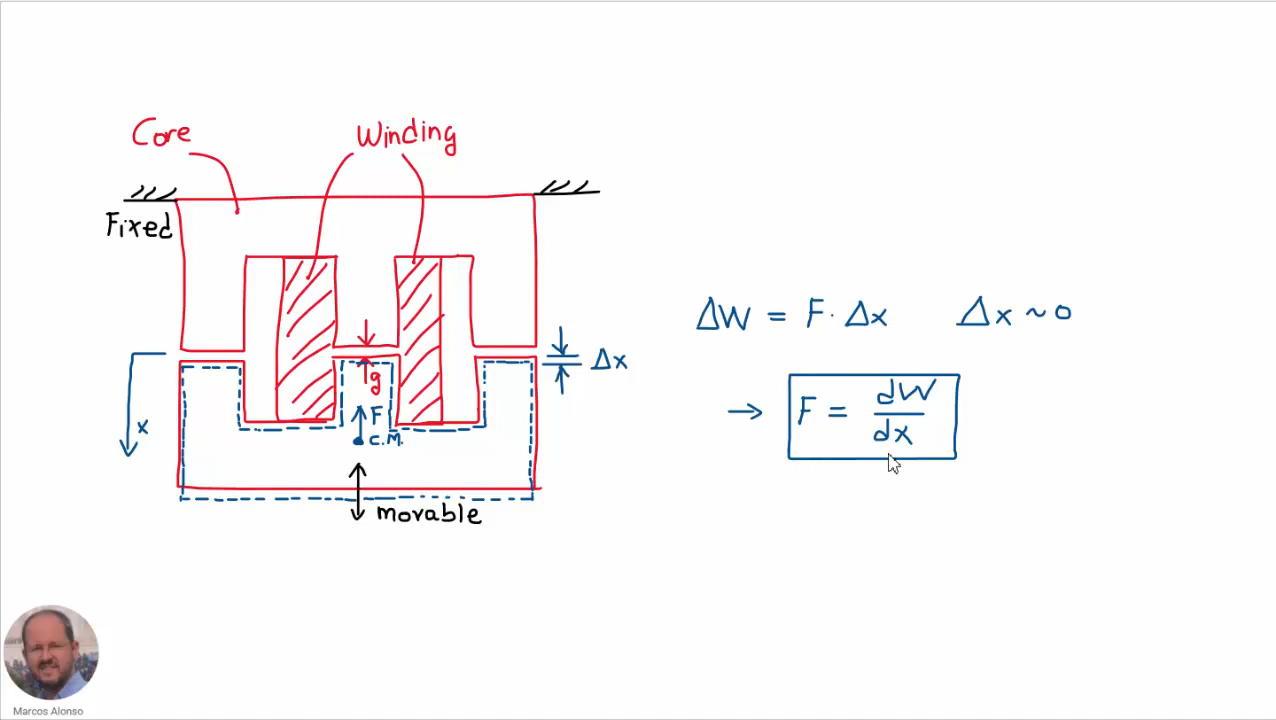 Core
Winding
Fixed
ΔW = F · Δx    Δx ~ 0
g
Δx
x
F
C.M.
→ F = dW/dx
movable
Marcos Alonso